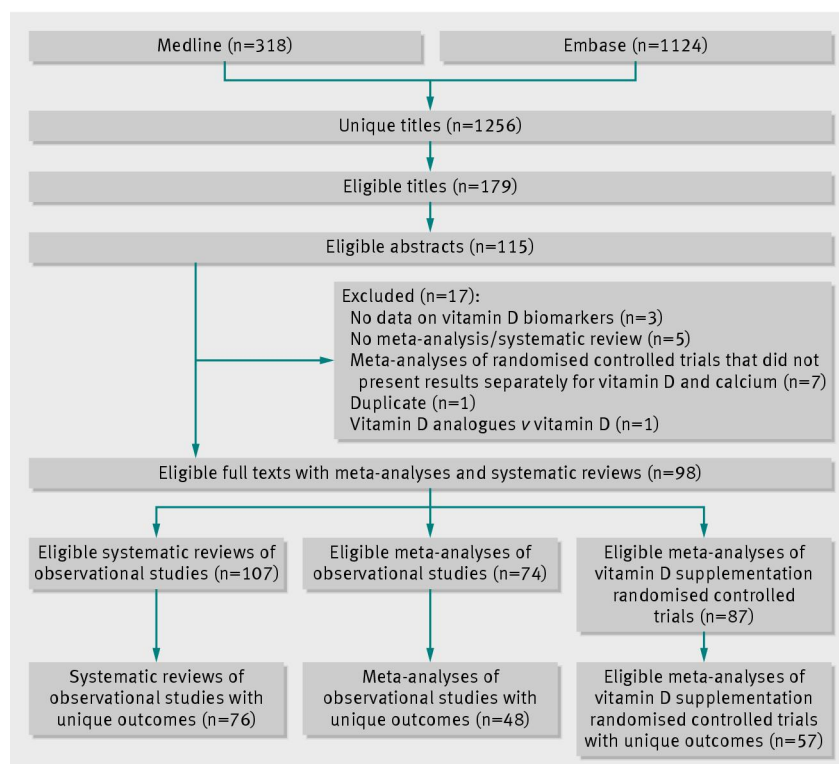 Medline (n=318)
Embase (n=1124)
Unique titles (n=1256)
Eligible titles (n=179)
Eligible abstracts (n=115)
Excluded (n=17):
No data on vitamin D biomarkers (n=3)
No meta-analysis/systematic review (n=5)
Meta-analyses of randomised controlled trials that did not
present results separately for vitamin D and calcium (n=7)
Duplicate (n=1)
Vitamin D analogues v vitamin D (n=1)
Eligible full texts with meta-analyses and systematic reviews (n=98)
Eligible systematic reviews of
observational studies (n=107)
Eligible meta-analyses of
observational studies (n=74)
Eligible meta-analyses of
vitamin D supplementation
randomised controlled
trials (n=87)
Systematic reviews of
observational studies with
unique outcomes (n=76)
Meta-analyses of
observational studies with
unique outcomes (n=48)
Eligible meta-analyses of
vitamin D supplementation
randomised controlled trials
with unique outcomes (n=57)